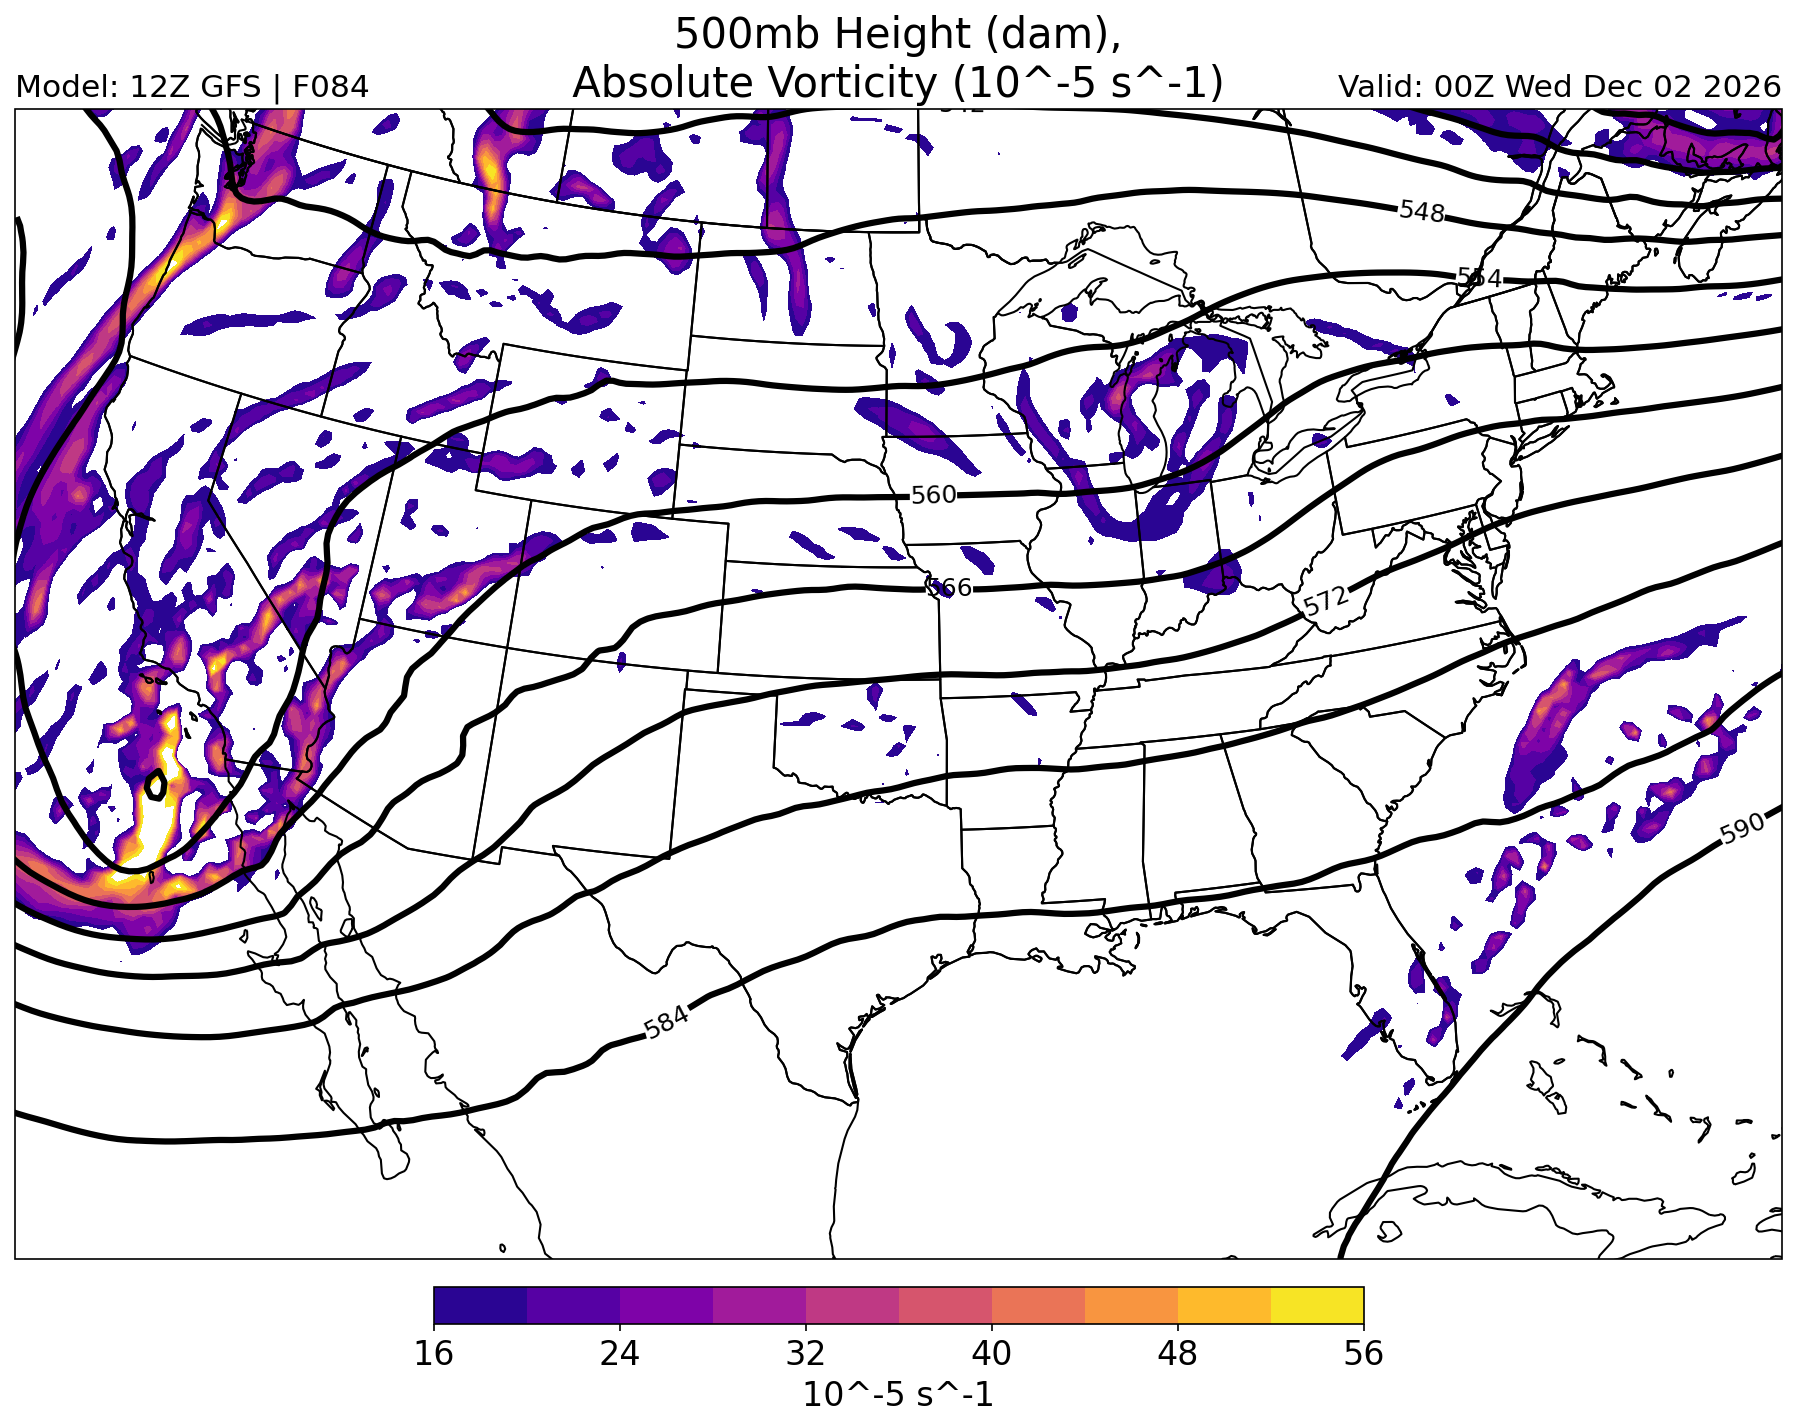 500mb Height (dam),
Model: 12Z GFS | F084
Absolute Vorticity (10^-5 s^-1)
Valid: 00Z Wed Dec 02 2026
548
554
560
566
572
590
584
16 24 32 40 48 56
10^-5 s^-1